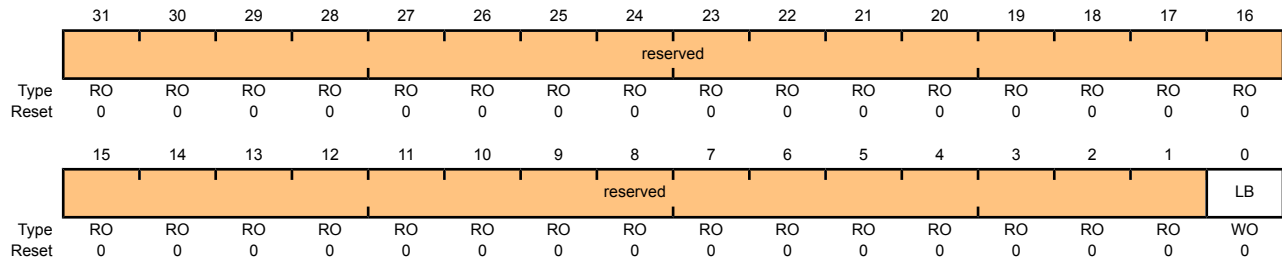 31 30 29 28 27 26 25 24 23 22 21 20 19 18 17 16
reserved
Type RO RO RO RO RO RO RO RO RO RO RO RO RO RO RO RO
Reset 0 0 0 0 0 0 0 0 0 0 0 0 0 0 0 0
15 14 13 12 11 10 9 8 7 6 5 4 3 2 1 0
reserved LB
Type RO RO RO RO RO RO RO RO RO RO RO RO RO RO RO WO
Reset 0 0 0 0 0 0 0 0 0 0 0 0 0 0 0 0